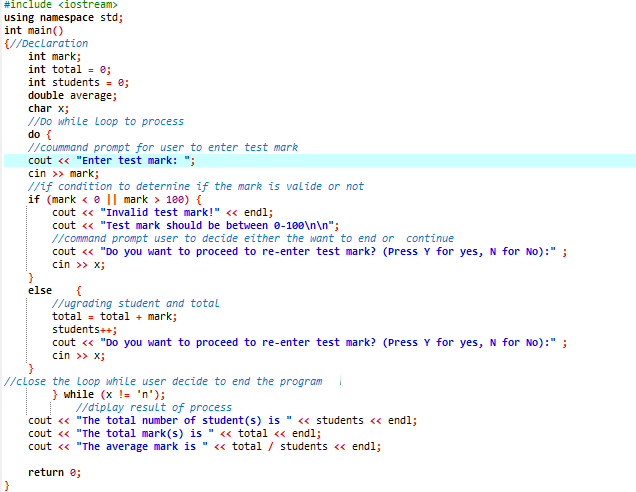 #include <iostream>
using namespace std;
int main()
{//Declaration
int mark;
int total = 0;
int students = 0;
double average;
char x;
//Do while loop to process
do {
//coummand prompt for user to enter test mark
cout << "Enter test mark: ";
cin >> mark;
//if condition to deternine if the mark is valide or not
if (mark < 0 || mark > 100) {
cout << "Invalid test mark!" << endl;
cout << "Test mark should be between 0-100\n\n";
//command prompt user to decide either the want to end or  continue
cout << "Do you want to proceed to re-enter test mark? (Press Y for yes, N for No):" ;
cin >> x;
}
else    {
//ugrading student and total
total = total + mark;
students++;
cout << "Do you want to proceed to re-enter test mark? (Press Y for yes, N for No):" ;
cin >> x;
}
//close the loop while user decide to end the program
} while (x != 'n');
//diplay result of process
cout << "The total number of student(s) is " << students << endl;
cout << "The total mark(s) is " << total << endl;
cout << "The average mark is " << total / students << endl;
return 0;
}